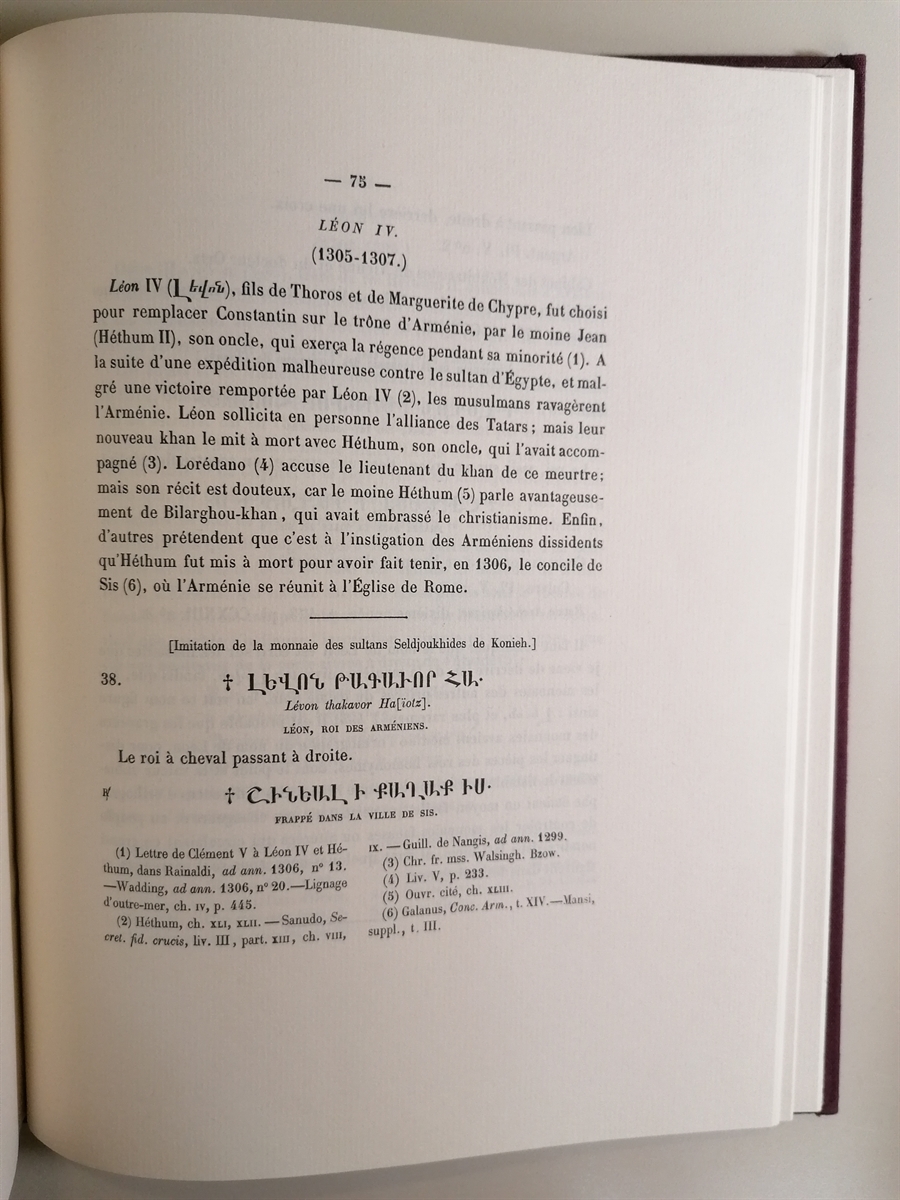 — 75 —
LÉON IV.
(1305-1307.)
Léon IV (Լեվոն), fils de Thoros et de Marguerite de Chypre, fut choisi
pour remplacer Constantin sur le trône d'Arménie, par le moine Jean
(Héthum II), son oncle, qui exerça la régence pendant sa minorité (1). A
la suite d'une expédition malheureuse contre le sultan d'Égypte, et mal-
gré une victoire remportée par Léon IV (2), les musulmans ravagèrent
l'Arménie. Léon sollicita en personne l'alliance des Tatars; mais leur
nouveau khan le mit à mort avec Héthum, son oncle, qui l'avait accom-
pagné (3). Lorédano (4) accuse le lieutenant du khan de ce meurtre;
mais son récit est douteux, car le moine Héthum (5) parle avantageuse-
ment de Bilarghou-khan, qui avait embrassé le christianisme. Enfin,
d'autres prétendent que c'est à l'instigation des Arméniens dissidents
qu'Héthum fut mis à mort pour avoir fait tenir, en 1306, le concile de
Sis (6), où l'Arménie se réunit à l'Église de Rome.
[Imitation de la monnaie des sultans Seldjoukhides de Konieh.]
38. † ԼԵՎՈՆ ԹԱԳԱՒՈՐ ՀԱ·
Lévon thakavor Ha[ïotz].
LÉON, ROI DES ARMÉNIENS.
Le roi à cheval passant à droite.
℟ † ՇԻՆԵԱԼ Ի ՔԱՂԱՔ ԻՍ·
FRAPPÉ DANS LA VILLE DE SIS.
(1) Lettre de Clément V à Léon IV et Hé-
thum, dans Rainaldi, ad ann. 1306, n° 13.
—Wadding, ad ann. 1306, n° 20.—Lignage
d'outre-mer, ch. IV, p. 445.
(2) Héthum, ch. XLI, XLII. — Sanudo, Se-
cret. fid. crucis, liv. III, part. XIII, ch. VIII,
IX. — Guill. de Nangis, ad ann. 1299.
(3) Chr. fr. mss. Walsingh. Bzow.
(4) Liv. V, p. 233.
(5) Ouvr. cité, ch. XLIII.
(6) Galanus, Conc. Arm., t. XIV.—Mansi,
suppl., t. III.